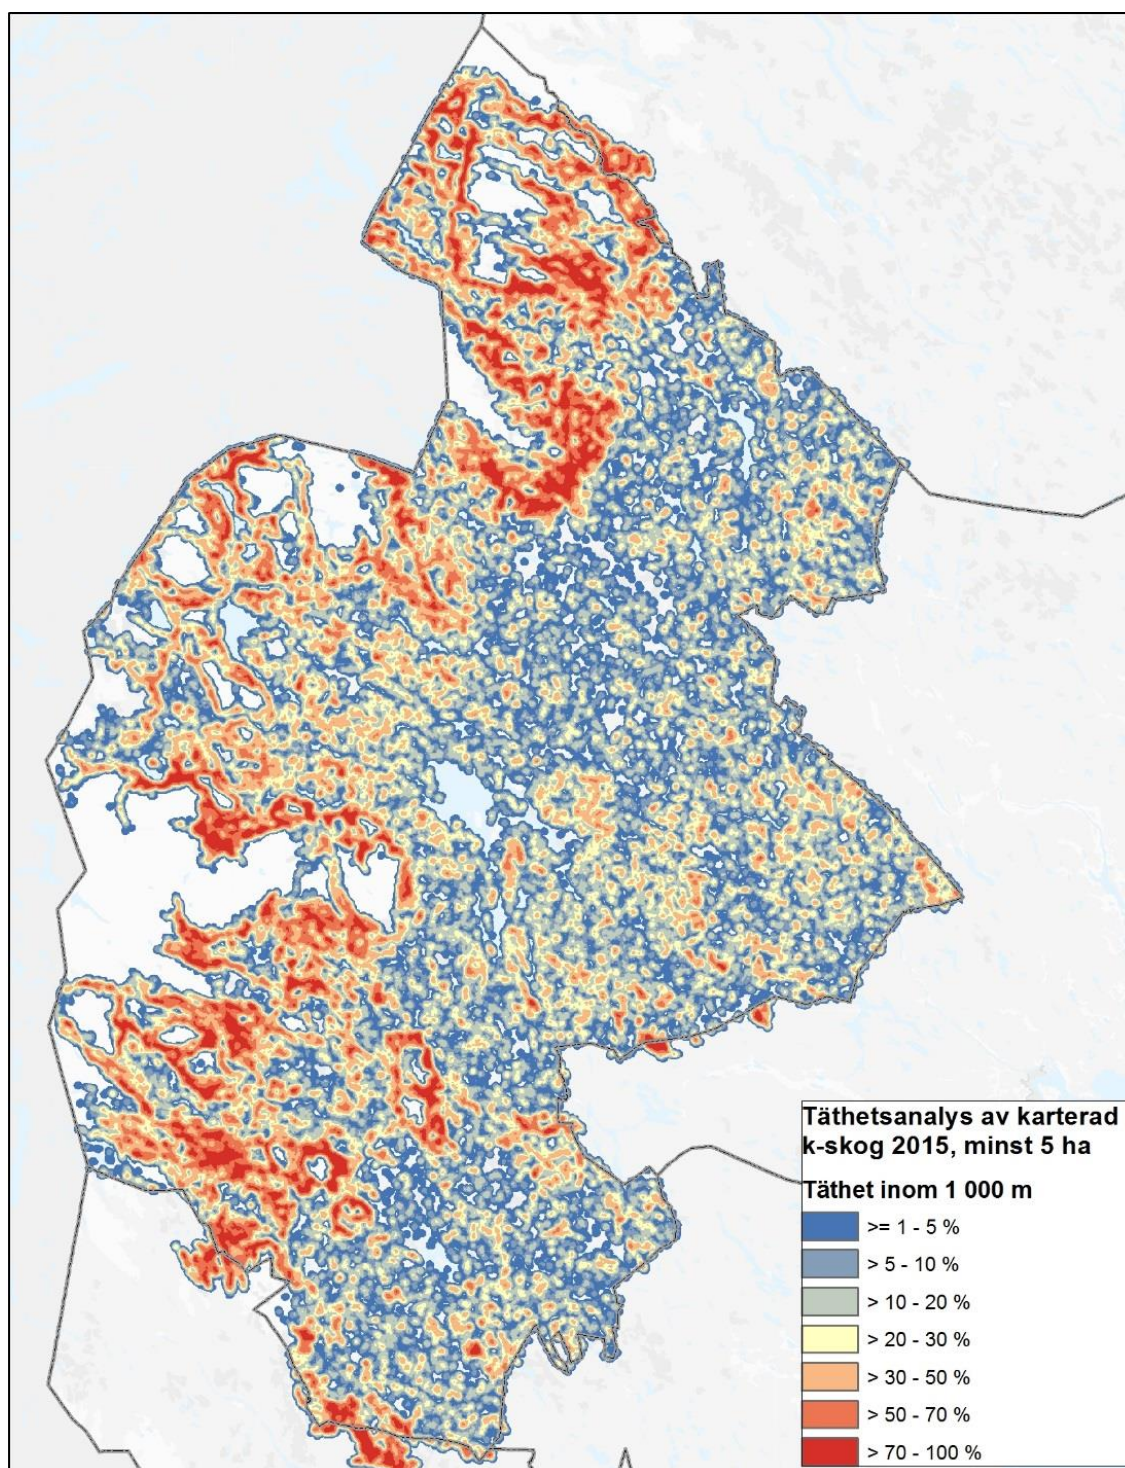 Täthetsanalys av karterad
k-skog 2015, minst 5 ha
Täthet inom 1 000 m
>= 1 - 5 %
> 5 - 10 %
> 10 - 20 %
> 20 - 30 %
> 30 - 50 %
> 50 - 70 %
> 70 - 100 %